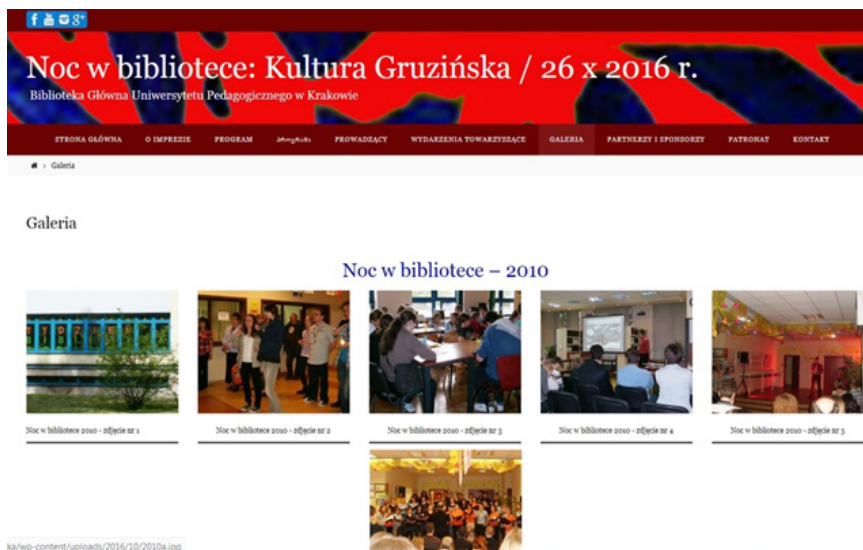 Noc w bibliotece: Kultura Gruzińska / 26 x 2016 r.
Biblioteka Główna Uniwersytetu Pedagogicznego w Krakowie
STRONA GŁÓWNA O IMPREZIE PROGRAM პროგრამა PROWADZĄCY WYDARZENIA TOWARZYSZĄCE GALERIA PARTNERZY I SPONSORZY PATRONAT KONTAKT
> Galeria
Galeria
Noc w bibliotece – 2010
Noc w bibliotece 2010 - zdjęcie nr 1 Noc w bibliotece 2010 - zdjęcie nr 2 Noc w bibliotece 2010 - zdjęcie nr 3 Noc w bibliotece 2010 - zdjęcie nr 4 Noc w bibliotece 2010 - zdjęcie nr 5
ka/wp-content/uploads/2016/10/2010a.jpg